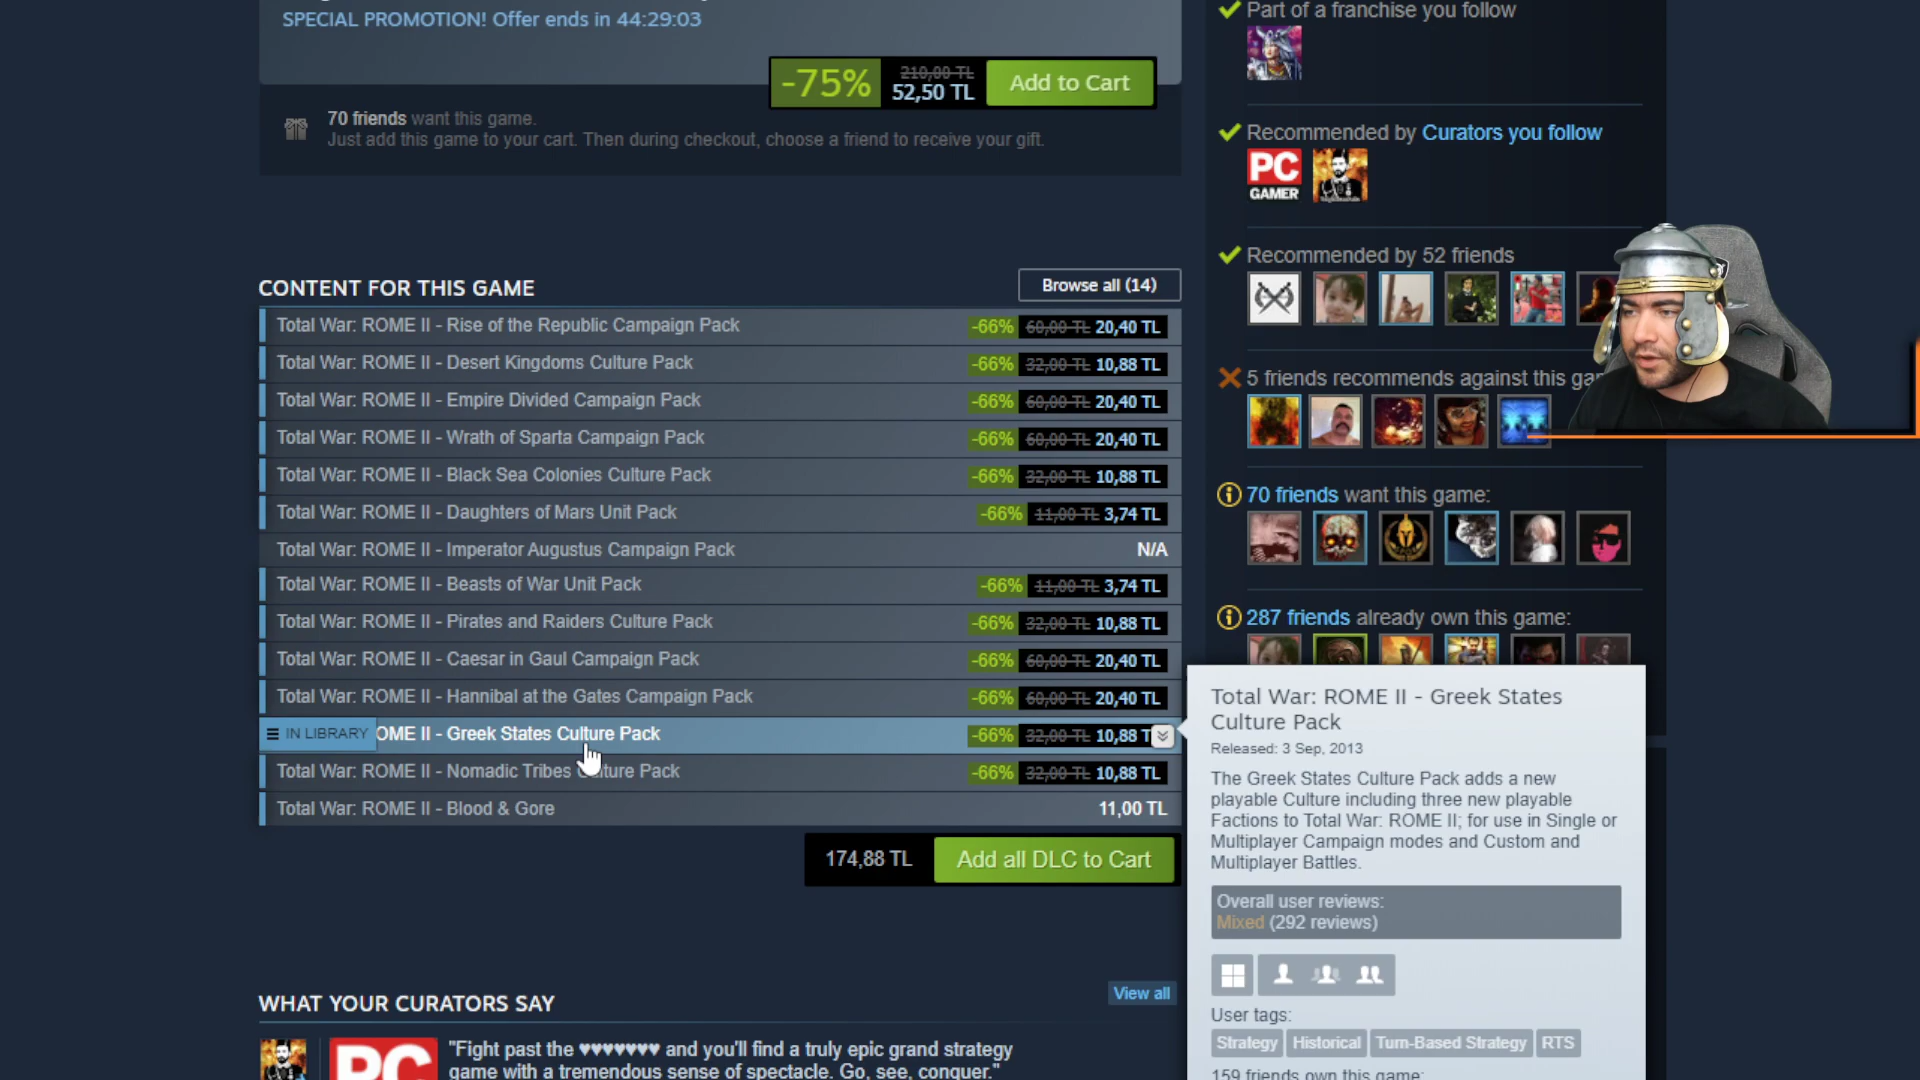 SPECIAL PROMOTION! Offer ends in 44:29:03
-75%
210,00 TL
52,50 TL
Add to Cart
70 friends want this game.
Just add this game to your cart. Then during checkout, choose a friend to receive your gift.
CONTENT FOR THIS GAME
Browse all (14)
Total War: ROME II - Rise of the Republic Campaign Pack -66% 60,00 TL 20,40 TL
Total War: ROME II - Desert Kingdoms Culture Pack -66% 32,00 TL 10,88 TL
Total War: ROME II - Empire Divided Campaign Pack -66% 60,00 TL 20,40 TL
Total War: ROME II - Wrath of Sparta Campaign Pack -66% 60,00 TL 20,40 TL
Total War: ROME II - Black Sea Colonies Culture Pack -66% 32,00 TL 10,88 TL
Total War: ROME II - Daughters of Mars Unit Pack -66% 11,00 TL 3,74 TL
Total War: ROME II - Imperator Augustus Campaign Pack N/A
Total War: ROME II - Beasts of War Unit Pack -66% 11,00 TL 3,74 TL
Total War: ROME II - Pirates and Raiders Culture Pack -66% 32,00 TL 10,88 TL
Total War: ROME II - Caesar in Gaul Campaign Pack -66% 60,00 TL 20,40 TL
Total War: ROME II - Hannibal at the Gates Campaign Pack -66% 60,00 TL 20,40 TL
IN LIBRARY OME II - Greek States Culture Pack -66% 32,00 TL 10,88 T
Total War: ROME II - Nomadic Tribes Culture Pack -66% 32,00 TL 10,88 TL
Total War: ROME II - Blood & Gore 11,00 TL
174,88 TL
Add all DLC to Cart
WHAT YOUR CURATORS SAY
View all
PC
"Fight past the ♥♥♥♥♥♥♥ and you'll find a truly epic grand strategy
game with a tremendous sense of spectacle. Go, see, conquer."
Part of a franchise you follow
Recommended by Curators you follow
PC
GAMER
Recommended by 52 friends
5 friends recommends against this ga
70 friends want this game:
287 friends already own this game:
Total War: ROME II - Greek States
Culture Pack
Released: 3 Sep, 2013
The Greek States Culture Pack adds a new
playable Culture including three new playable
Factions to Total War: ROME II; for use in Single or
Multiplayer Campaign modes and Custom and
Multiplayer Battles.
Overall user reviews:
Mixed (292 reviews)
User tags:
Strategy Historical Turn-Based Strategy RTS
159 friends own this game: